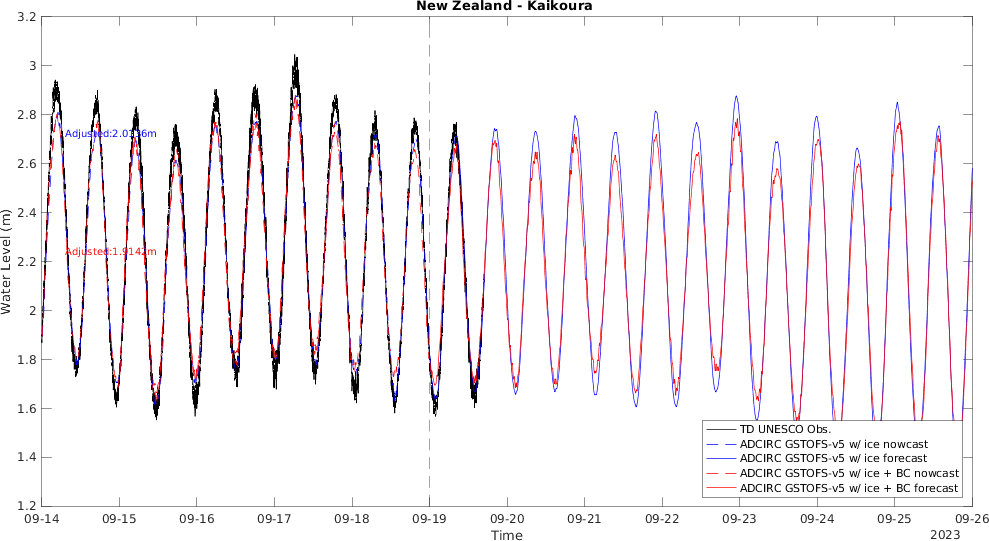 New Zealand - Kaikoura
3.2
3
2.8
2.6
2.4
2.2
2
1.8
1.6
1.4
1.2
Water Level (m)
Adjusted:2.0336m
Adjusted:1.9142m
TD UNESCO Obs.
ADCIRC GSTOFS-v5 w/ ice nowcast
ADCIRC GSTOFS-v5 w/ ice forecast
ADCIRC GSTOFS-v5 w/ ice + BC nowcast
ADCIRC GSTOFS-v5 w/ ice + BC forecast
09-14 09-15 09-16 09-17 09-18 09-19 09-20 09-21 09-22 09-23 09-24 09-25 09-26
Time
2023